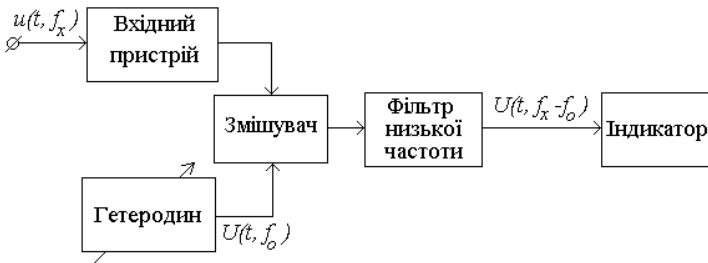 u(t, fx)
Вхідний
пристрій
Змішувач
Фільтр
низької
частоти
U(t, fx -fo)
Індикатор
Гетеродин
U(t, fo)